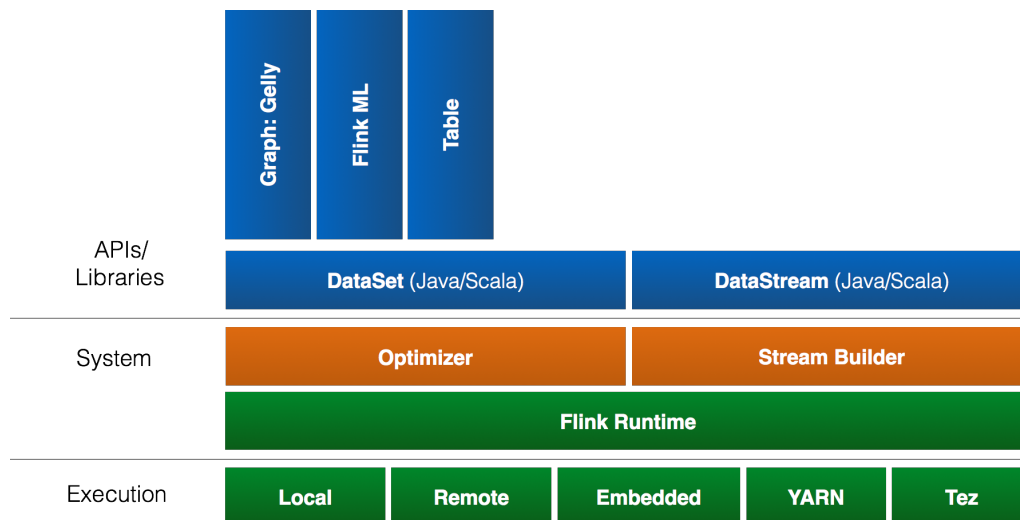 Graph: Gelly
Flink ML
Table
APIs/
Libraries
DataSet (Java/Scala)
DataStream (Java/Scala)
System
Optimizer
Stream Builder
Flink Runtime
Execution
Local
Remote
Embedded
YARN
Tez